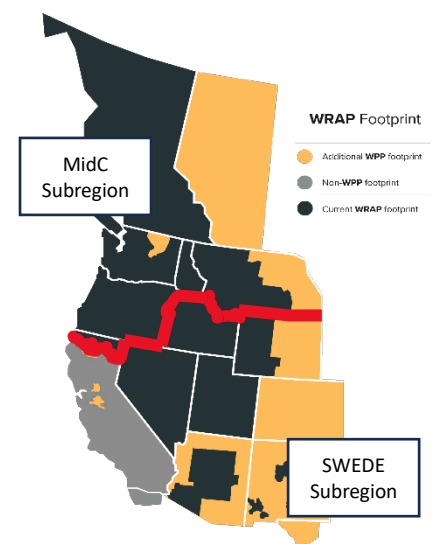 WRAP Footprint
Additional WPP footprint
Non-WPP footprint
Current WRAP footprint
MidC
Subregion
SWEDE
Subregion